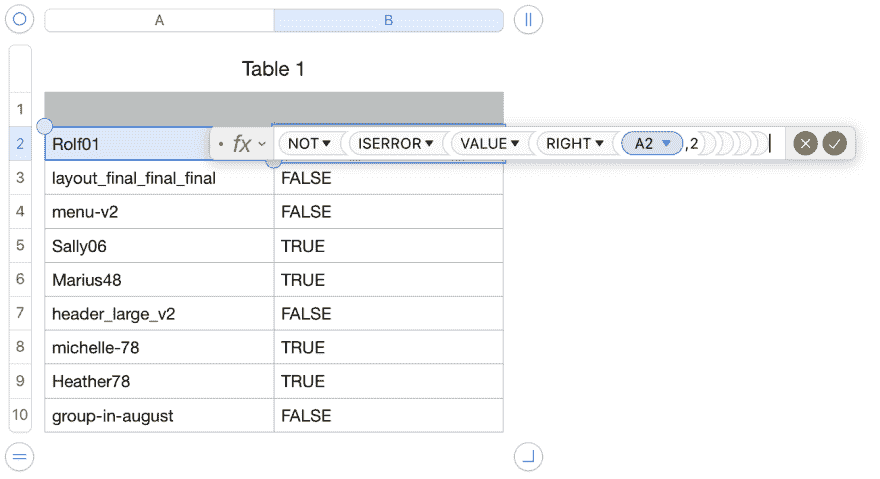 A B
Table 1
1
2 Rolf01 • fx NOT ▼ ISERROR ▼ VALUE ▼ RIGHT ▼ A2 ▼ ,2
3 layout_final_final_final FALSE
4 menu-v2 FALSE
5 Sally06 TRUE
6 Marius48 TRUE
7 header_large_v2 FALSE
8 michelle-78 TRUE
9 Heather78 TRUE
10 group-in-august FALSE